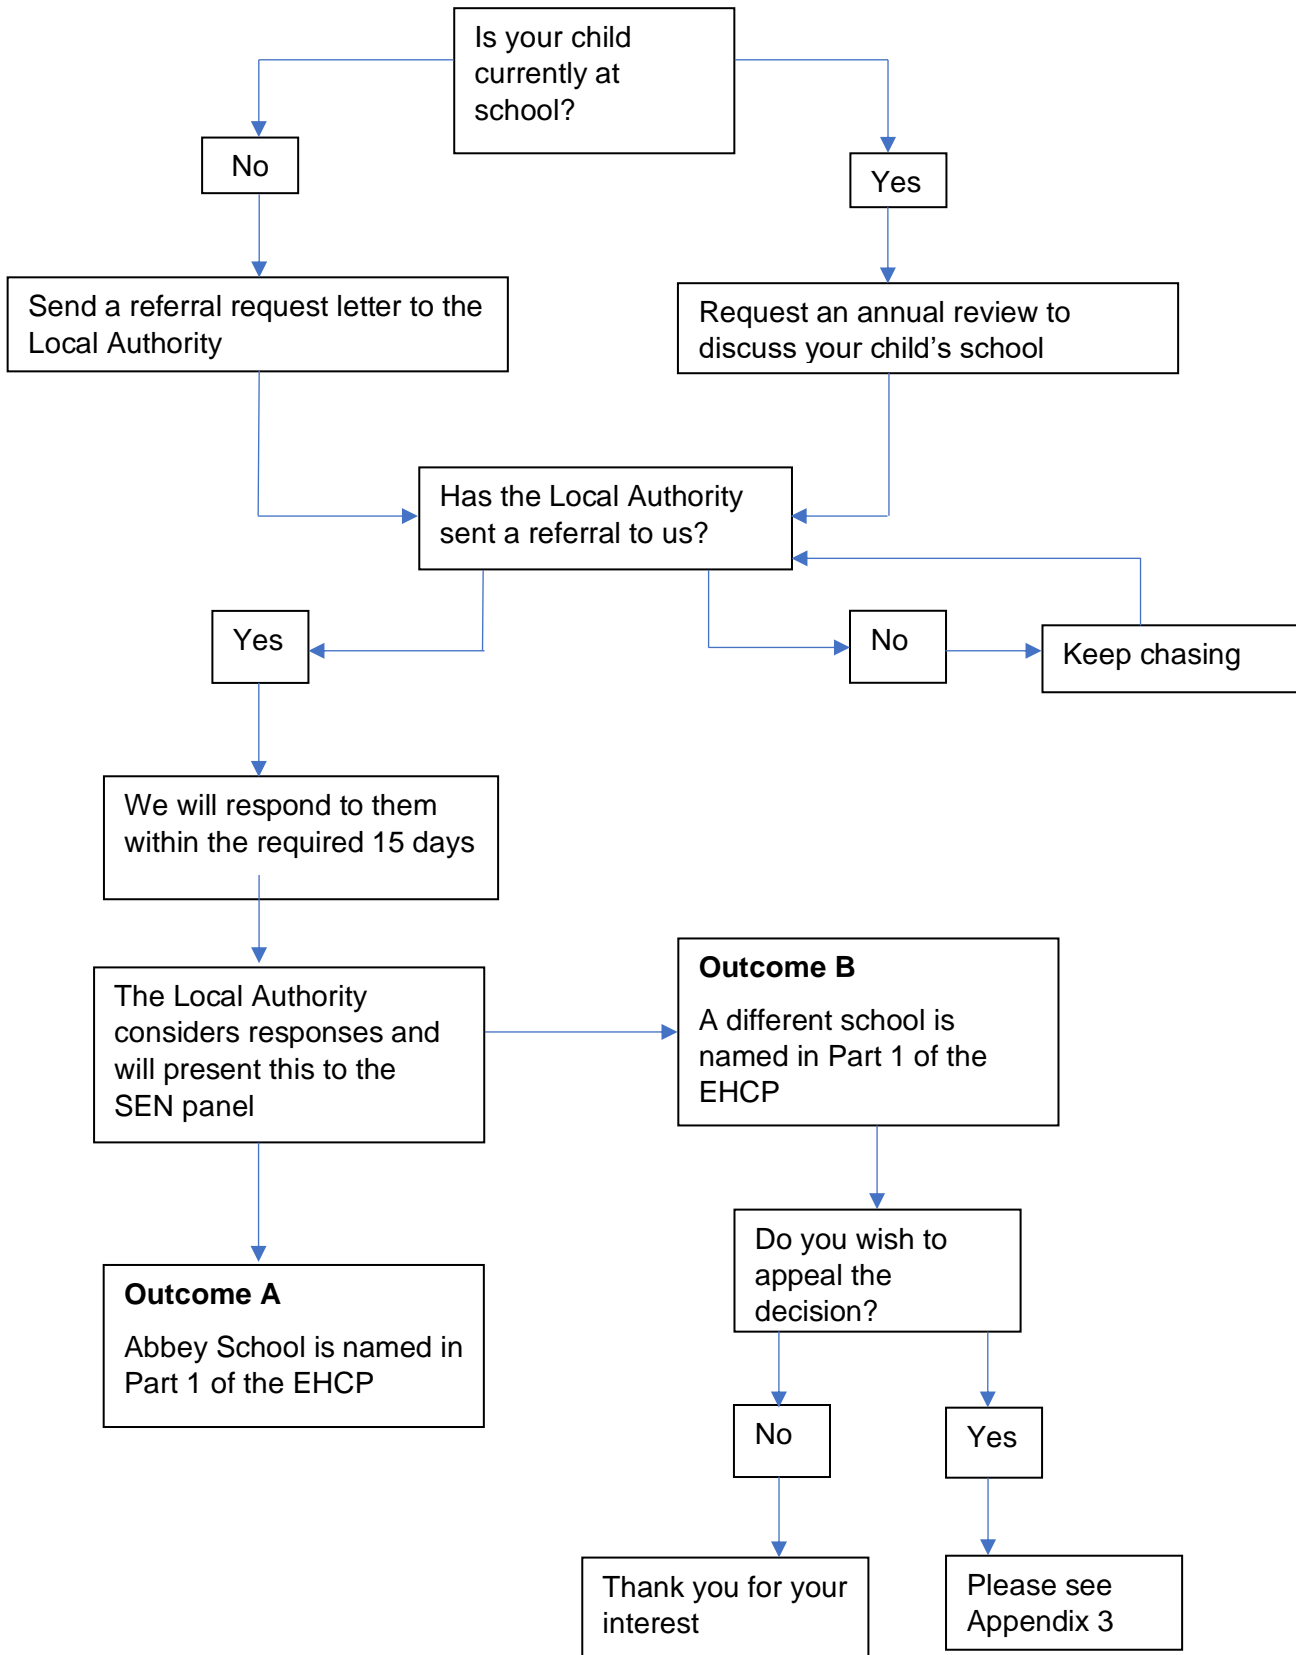 Is your child
currently at
school?
No
Yes
Send a referral request letter to the
Local Authority
Request an annual review to
discuss your child’s school
Has the Local Authority
sent a referral to us?
Yes
No
Keep chasing
We will respond to them
within the required 15 days
The Local Authority
considers responses and
will present this to the
SEN panel
Outcome B
A different school is
named in Part 1 of the
EHCP
Outcome A
Abbey School is named in
Part 1 of the EHCP
Do you wish to
appeal the
decision?
No
Yes
Thank you for your
interest
Please see
Appendix 3